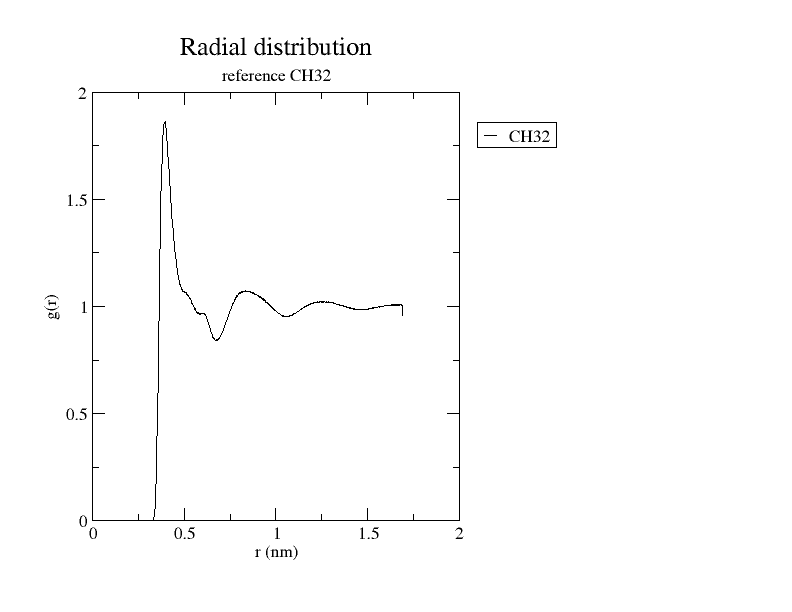 Radial distribution
reference CH32
2
CH32
1.5
g(r)
1
0.5
0
0 0.5 1 1.5 2
r (nm)